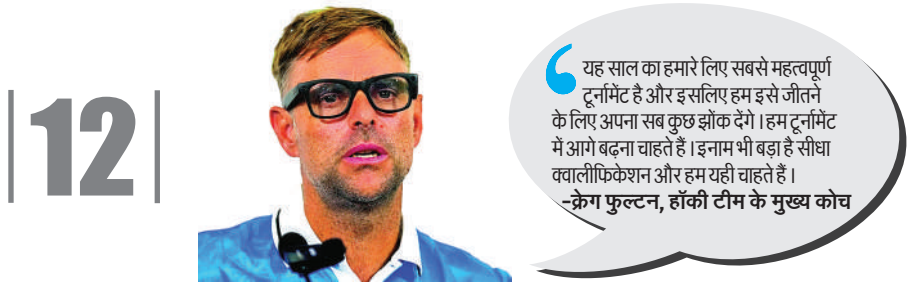 |12|
यह साल का हमारे लिए सबसे महत्वपूर्ण
टूर्नामेंट है और इसलिए हम इसे जीतने
के लिए अपना सब कुछ झोंक देंगे। हम टूर्नामेंट
में आगे बढ़ना चाहते हैं। इनाम भी बड़ा है सीधा
क्वालीफिकेशन और हम यही चाहते हैं।
-क्रेग फुल्टन, हॉकी टीम के मुख्य कोच